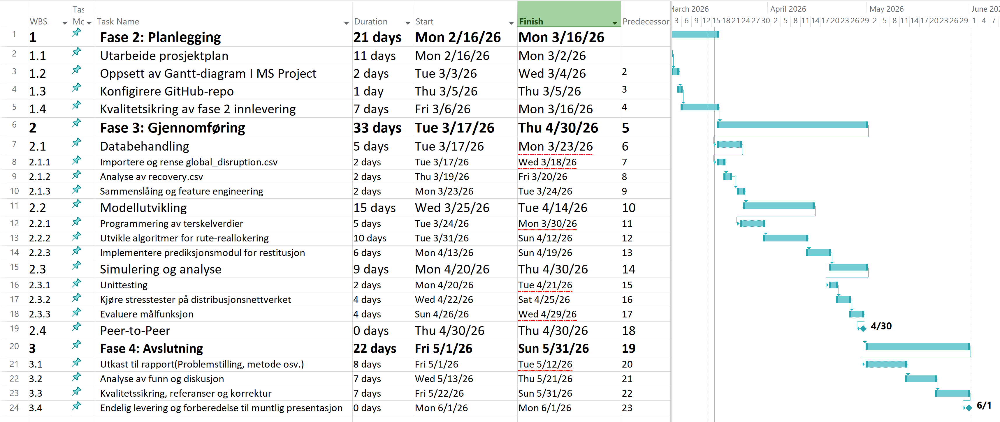 WBS Tas Mc Task Name Duration Start Finish Predecessors
March 2026 April 2026 May 2026 June 202
3 6 9 12 15 18 21 24 27 30 2 5 8 11 14 17 20 23 26 29 2 5 8 11 14 17 20 23 26 29 1 4 7
1 1 Fase 2: Planlegging 21 days Mon 2/16/26 Mon 3/16/26
2 1.1 Utarbeide prosjektplan 11 days Mon 2/16/26 Mon 3/2/26
3 1.2 Oppsett av Gantt-diagram I MS Project 2 days Tue 3/3/26 Wed 3/4/26 2
4 1.3 Konfigirere GitHub-repo 1 day Thu 3/5/26 Thu 3/5/26 3
5 1.4 Kvalitetsikring av fase 2 innlevering 7 days Fri 3/6/26 Mon 3/16/26 4
6 2 Fase 3: Gjennomføring 33 days Tue 3/17/26 Thu 4/30/26 5
7 2.1 Databehandling 5 days Tue 3/17/26 Mon 3/23/26 6
8 2.1.1 Importere og rense global_disruption.csv 2 days Tue 3/17/26 Wed 3/18/26 7
9 2.1.2 Analyse av recovery.csv 2 days Thu 3/19/26 Fri 3/20/26 8
10 2.1.3 Sammenslåing og feature engineering 2 days Mon 3/23/26 Tue 3/24/26 9
11 2.2 Modellutvikling 15 days Wed 3/25/26 Tue 4/14/26 10
12 2.2.1 Programmering av terskelverdier 5 days Tue 3/24/26 Mon 3/30/26 11
13 2.2.2 Utvikle algoritmer for rute-reallokering 10 days Tue 3/31/26 Sun 4/12/26 12
14 2.2.3 Implementere prediksjonsmodul for restitusjon 6 days Mon 4/13/26 Sun 4/19/26 13
15 2.3 Simulering og analyse 9 days Mon 4/20/26 Thu 4/30/26 14
16 2.3.1 Unittesting 2 days Mon 4/20/26 Tue 4/21/26 15
17 2.3.2 Kjøre stresstester på distribusjonsnettverket 4 days Wed 4/22/26 Sat 4/25/26 16
18 2.3.3 Evaluere målfunksjon 4 days Sun 4/26/26 Wed 4/29/26 17
19 2.4 Peer-to-Peer 0 days Thu 4/30/26 Thu 4/30/26 18 4/30
20 3 Fase 4: Avslutning 22 days Fri 5/1/26 Sun 5/31/26 19
21 3.1 Utkast til rapport(Problemstilling, metode osv.) 8 days Fri 5/1/26 Tue 5/12/26 20
22 3.2 Analyse av funn og diskusjon 7 days Wed 5/13/26 Thu 5/21/26 21
23 3.3 Kvalitetssikring, referanser og korrektur 7 days Fri 5/22/26 Sun 5/31/26 22
24 3.4 Endelig levering og forberedelse til muntlig presentasjon 0 days Mon 6/1/26 Mon 6/1/26 23 6/1